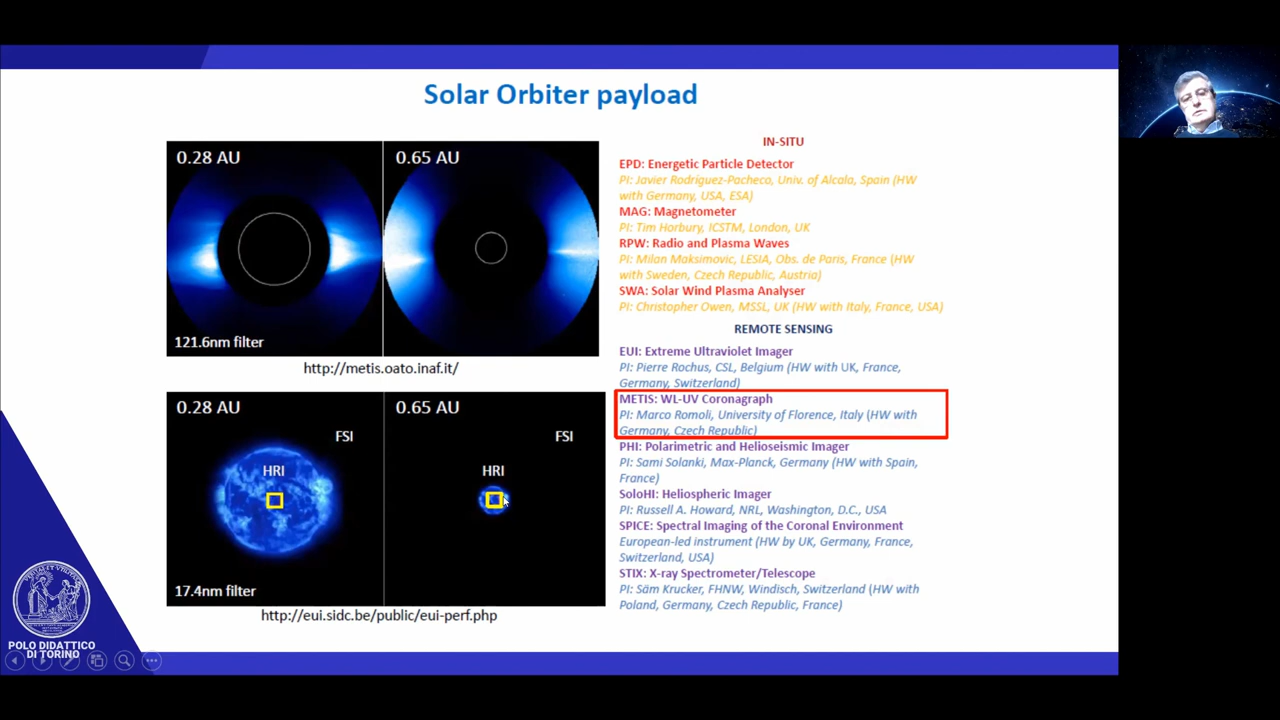 Solar Orbiter payload
0.28 AU
0.65 AU
121.6nm filter
http://metis.oato.inaf.it/
0.28 AU
0.65 AU
FSI
FSI
HRI
HRI
17.4nm filter
http://eui.sidc.be/public/eui-perf.php
IN-SITU
EPD: Energetic Particle Detector
PI: Javier Rodríguez-Pacheco, Univ. of Alcala, Spain (HW
with Germany, USA, ESA)
MAG: Magnetometer
PI: Tim Horbury, ICSTM, London, UK
RPW: Radio and Plasma Waves
PI: Milan Maksimovic, LESIA, Obs. de Paris, France (HW
with Sweden, Czech Republic, Austria)
SWA: Solar Wind Plasma Analyser
PI: Christopher Owen, MSSL, UK (HW with Italy, France, USA)
REMOTE SENSING
EUI: Extreme Ultraviolet Imager
PI: Pierre Rochus, CSL, Belgium (HW with UK, France,
Germany, Switzerland)
METIS: WL-UV Coronagraph
PI: Marco Romoli, University of Florence, Italy (HW with
Germany, Czech Republic)
PHI: Polarimetric and Helioseismic Imager
PI: Sami Solanki, Max-Planck, Germany (HW with Spain,
France)
SoloHI: Heliospheric Imager
PI: Russell A. Howard, NRL, Washington, D.C., USA
SPICE: Spectral Imaging of the Coronal Environment
European-led instrument (HW by UK, Germany, France,
Switzerland, USA)
STIX: X-ray Spectrometer/Telescope
PI: Säm Krucker, FHNW, Windisch, Switzerland (HW with
Poland, Germany, Czech Republic, France)
POLO DIDATTICO
DI TORINO